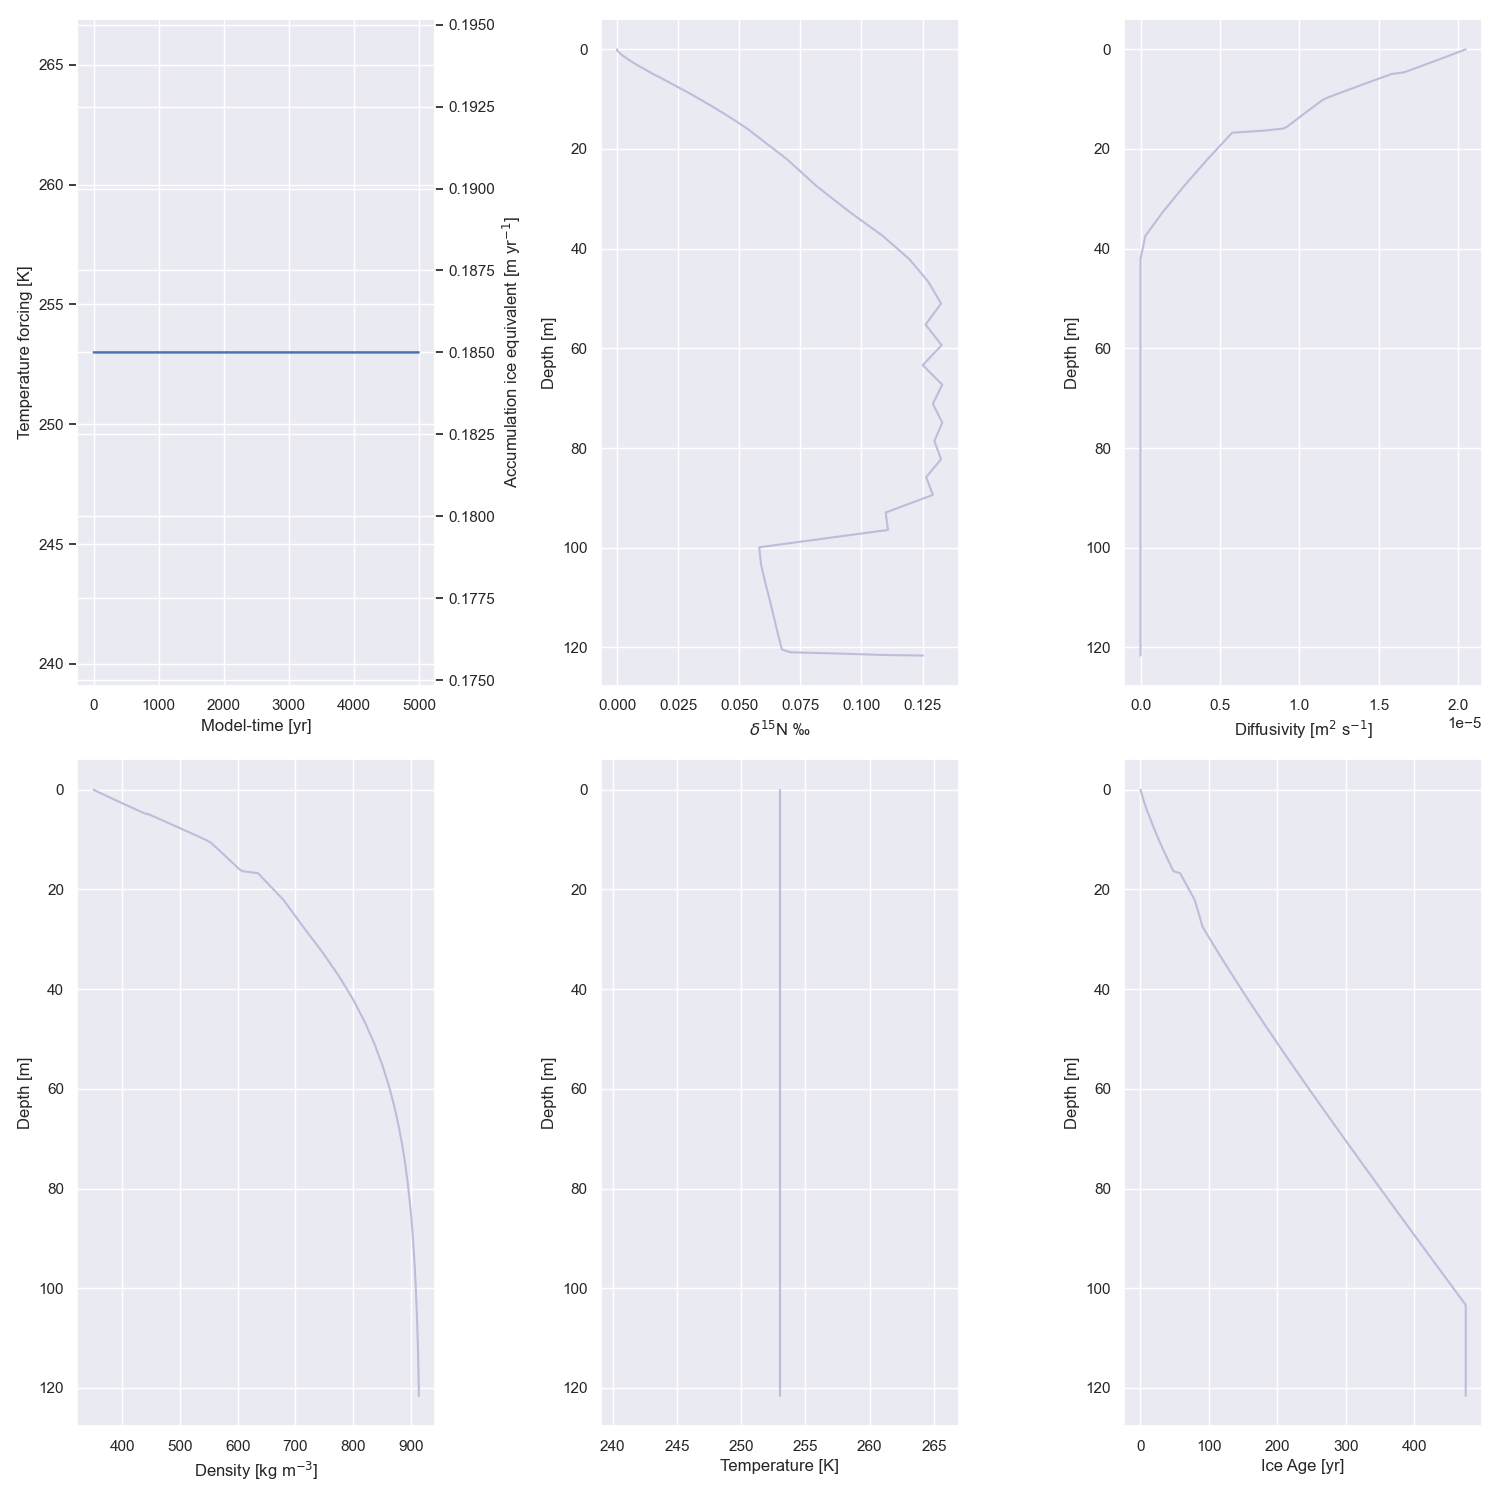 Temperature forcing [K]
265
260
255
250
245
240
0 1000 2000 3000 4000 5000
Model-time [yr]
0.1950
0.1925
0.1900
0.1875
0.1850
0.1825
0.1800
0.1775
0.1750
Accumulation ice equivalent [m yr⁻¹]
Depth [m]
0
20
40
60
80
100
120
0.000 0.025 0.050 0.075 0.100 0.125
δ¹⁵N ‰
Depth [m]
0
20
40
60
80
100
120
0.0 0.5 1.0 1.5 2.0
1e−5
Diffusivity [m² s⁻¹]
Depth [m]
0
20
40
60
80
100
120
400 500 600 700 800 900
Density [kg m⁻³]
Depth [m]
0
20
40
60
80
100
120
240 245 250 255 260 265
Temperature [K]
Depth [m]
0
20
40
60
80
100
120
0 100 200 300 400
Ice Age [yr]